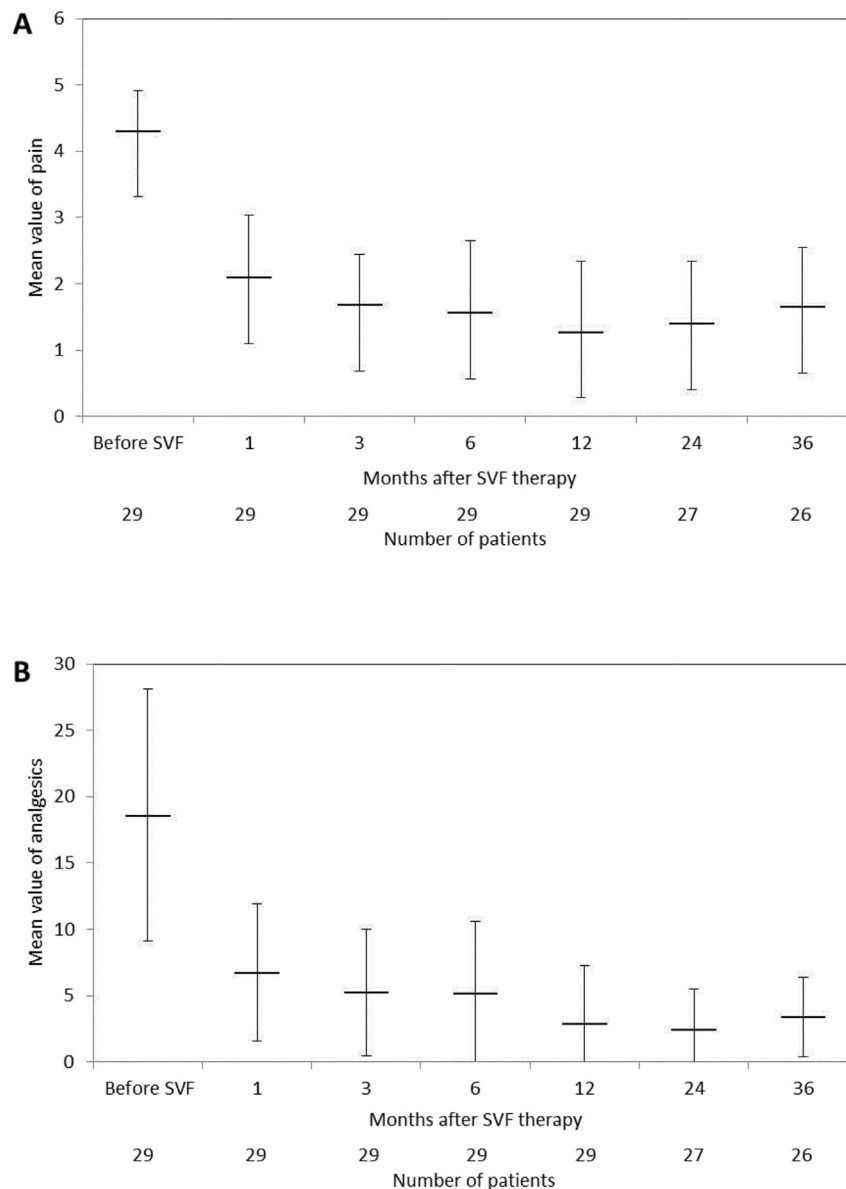 A
Mean value of pain
6
5
4
3
2
1
0
Before SVF 1 3 6 12 24 36
Months after SVF therapy
29 29 29 29 29 27 26
Number of patients
B
Mean value of analgesics
30
25
20
15
10
5
0
Before SVF 1 3 6 12 24 36
Months after SVF therapy
29 29 29 29 29 27 26
Number of patients